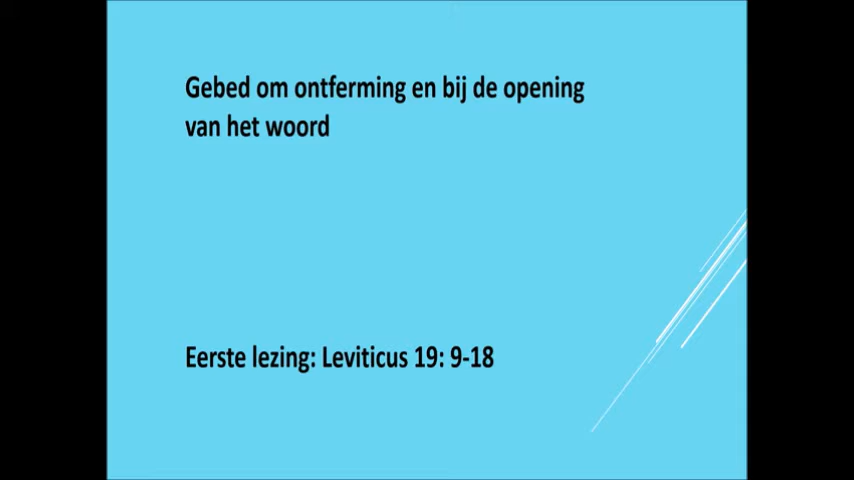 Gebed om ontferming en bij de opening
van het woord
Eerste lezing: Leviticus 19: 9-18